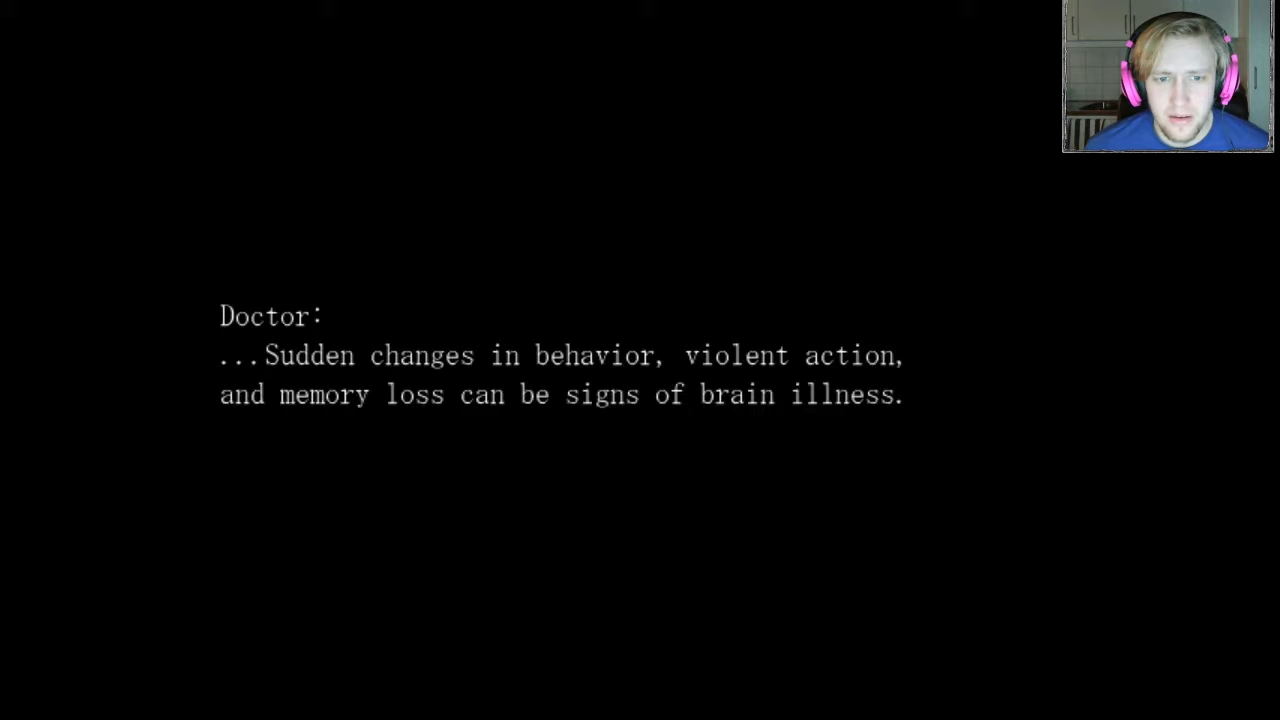 Doctor:
...Sudden changes in behavior, violent action,
and memory loss can be signs of brain illness.